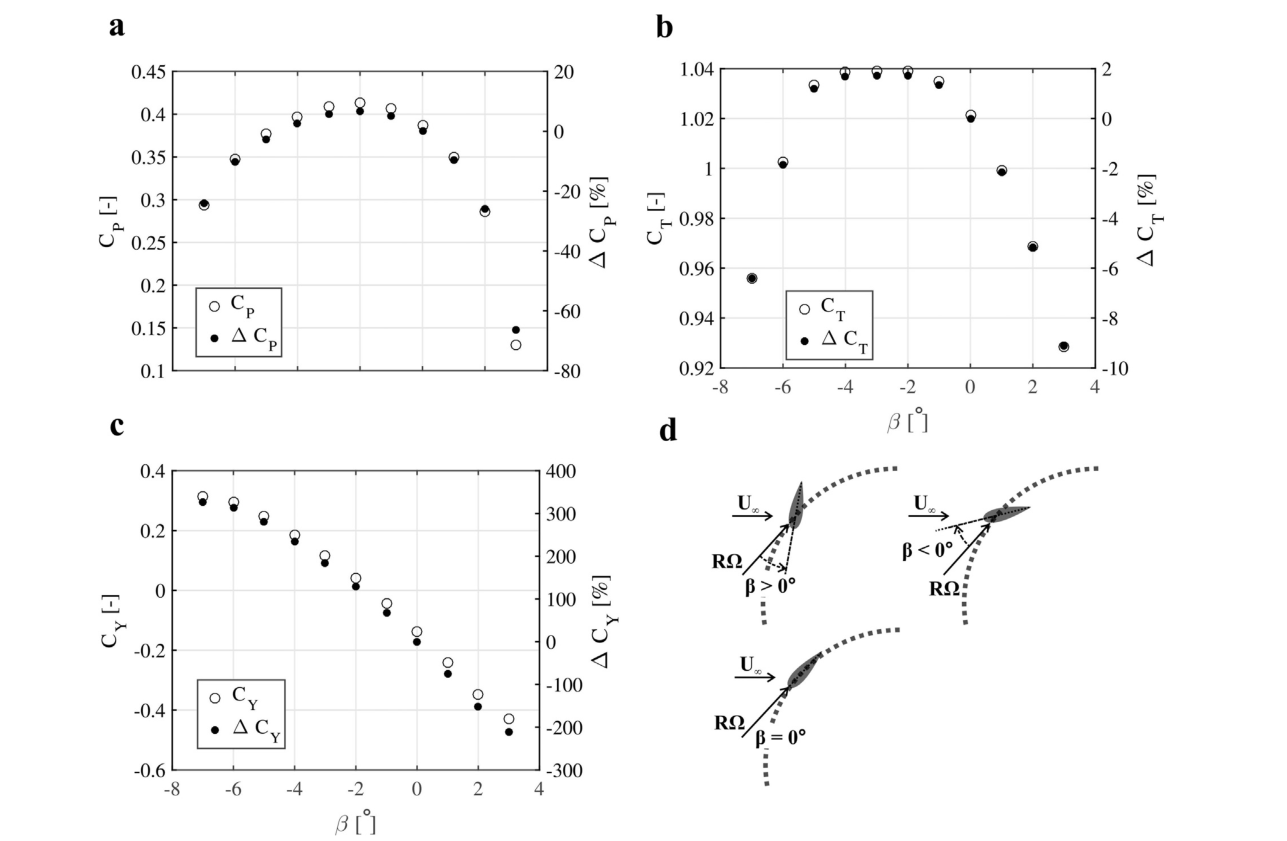 a
0.45
0.4
0.35
0.3
0.25
0.2
0.15
0.1
C_P [-]
20
0
-20
-40
-60
-80
Δ C_P [%]
C_P
Δ C_P
b
1.04
1.02
1
0.98
0.96
0.94
0.92
C_T [-]
2
0
-2
-4
-6
-8
-10
Δ C_T [%]
C_T
Δ C_T
-8 -6 -4 -2 0 2 4
β [°]
c
0.4
0.2
0
-0.2
-0.4
-0.6
C_Y [-]
400
300
200
100
0
-100
-200
-300
Δ C_Y [%]
C_Y
Δ C_Y
-8 -6 -4 -2 0 2 4
β [°]
d
U∞
RΩ
β > 0°
U∞
β < 0°
RΩ
U∞
RΩ
β = 0°